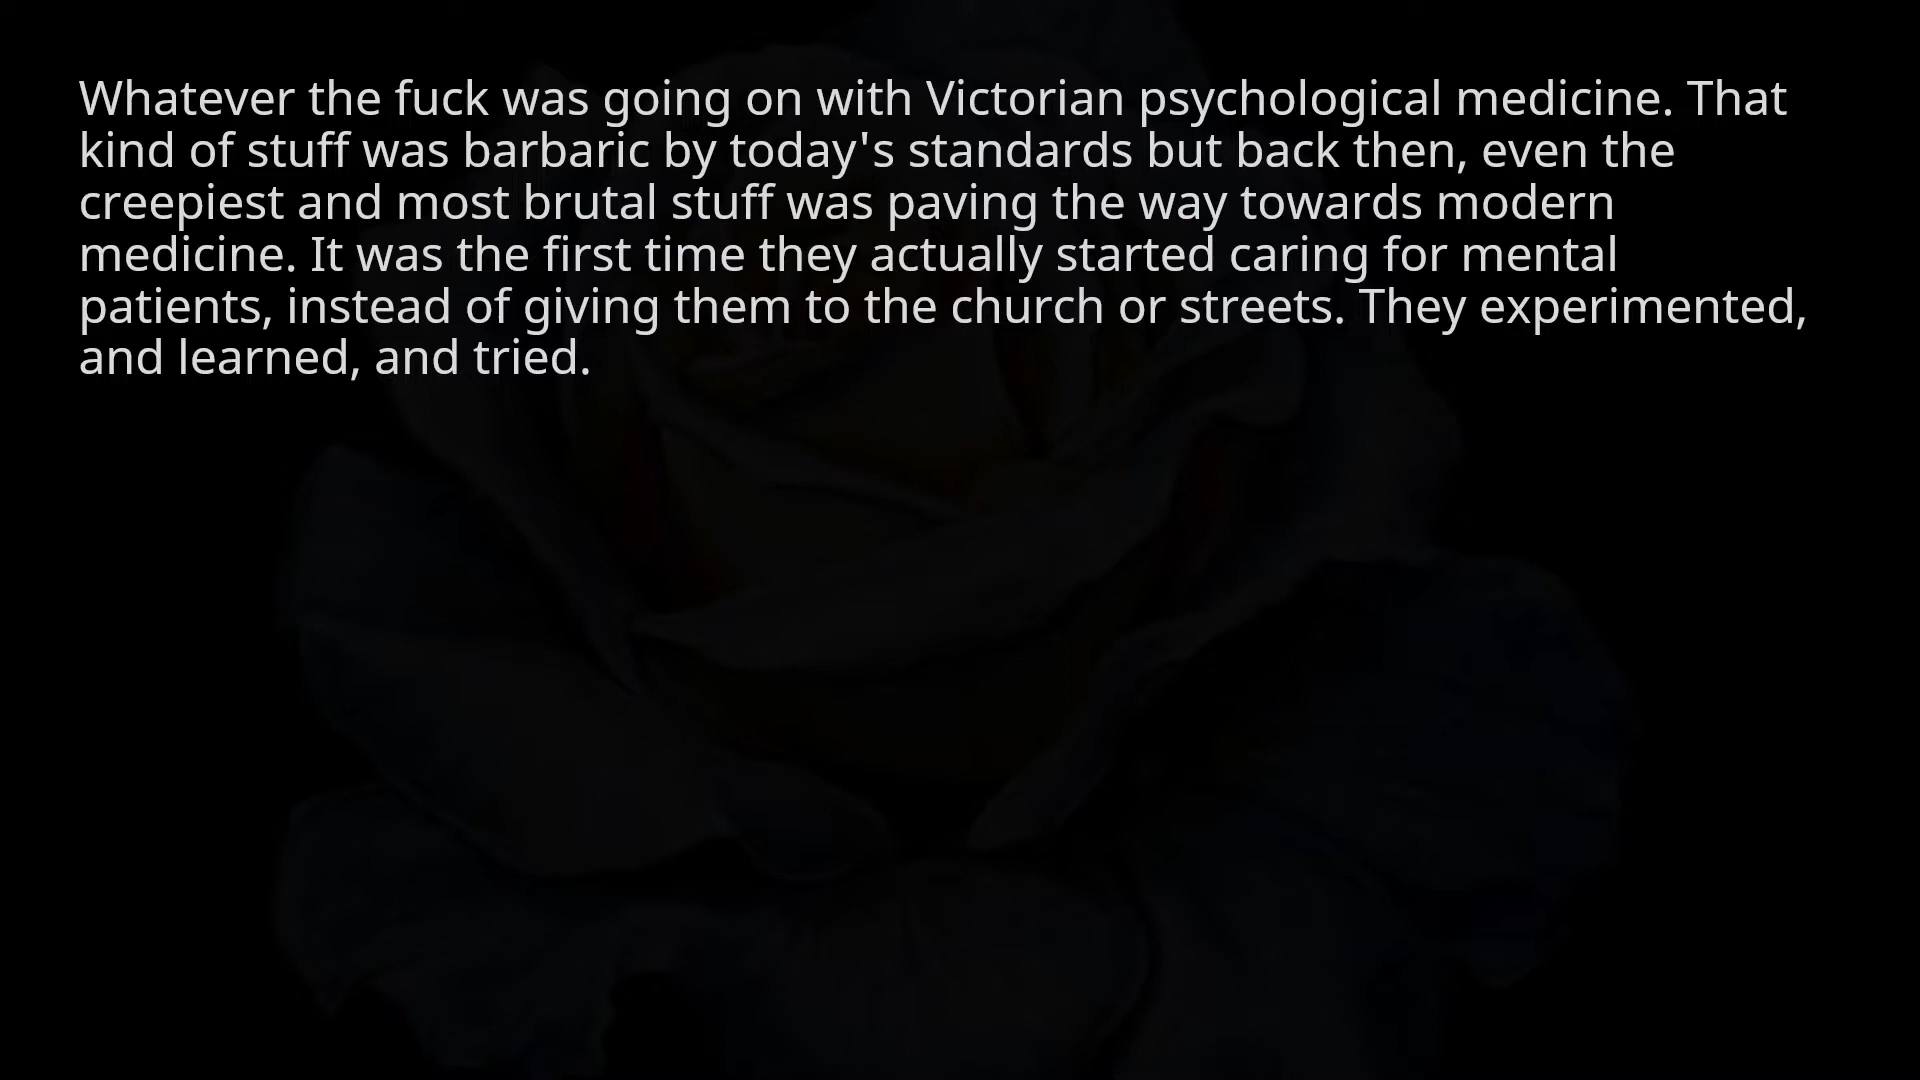 Whatever the fuck was going on with Victorian psychological medicine. That
kind of stuff was barbaric by today's standards but back then, even the
creepiest and most brutal stuff was paving the way towards modern
medicine. It was the first time they actually started caring for mental
patients, instead of giving them to the church or streets. They experimented,
and learned, and tried.